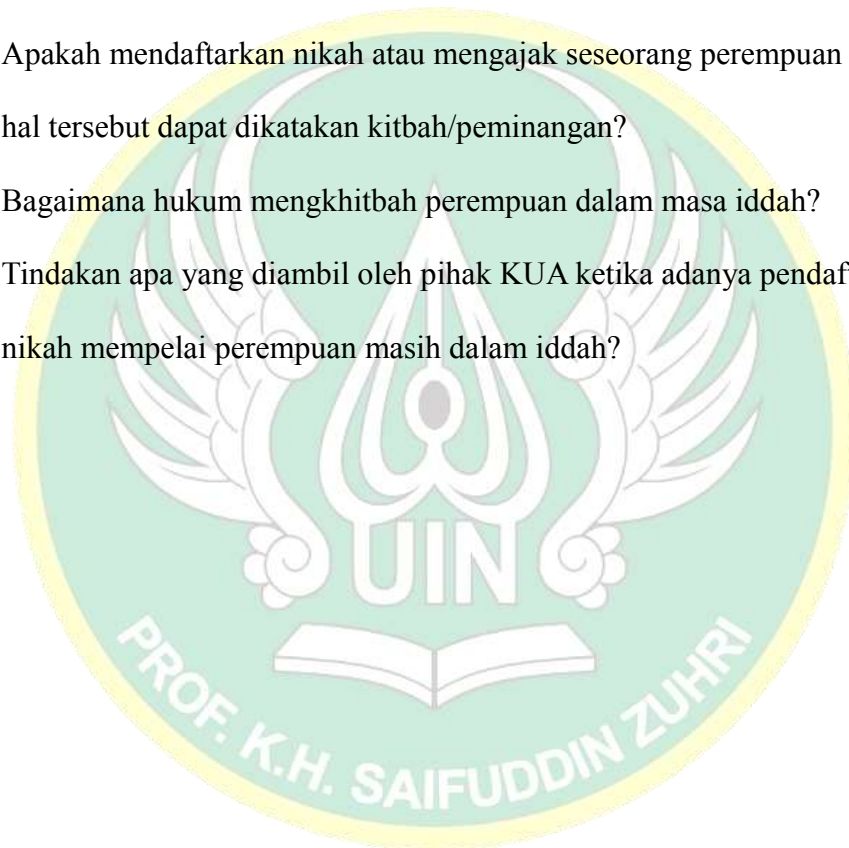 Apakah mendaftarkan nikah atau mengajak seseorang perempuan
hal tersebut dapat dikatakan kitbah/peminangan?
Bagaimana hukum mengkhitbah perempuan dalam masa iddah?
Tindakan apa yang diambil oleh pihak KUA ketika adanya pendaf
nikah mempelai perempuan masih dalam iddah?
UIN
PROF. K.H. SAIFUDDIN ZUHRI